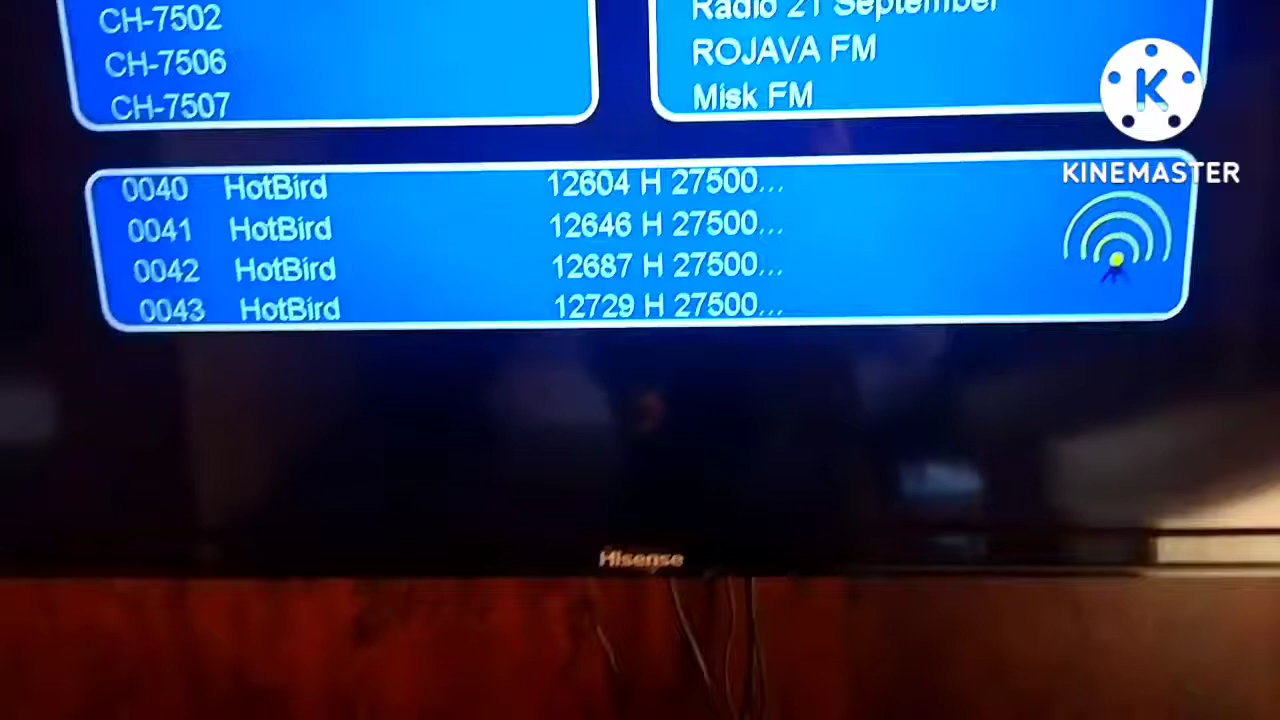 CH-7502
CH-7506
CH-7507
Radio 21 September
ROJAVA FM
Misk FM
K
KINEMASTER
0040 HotBird 12604 H 27500...
0041 HotBird 12646 H 27500...
0042 HotBird 12687 H 27500...
0043 HotBird 12729 H 27500...
Hisense